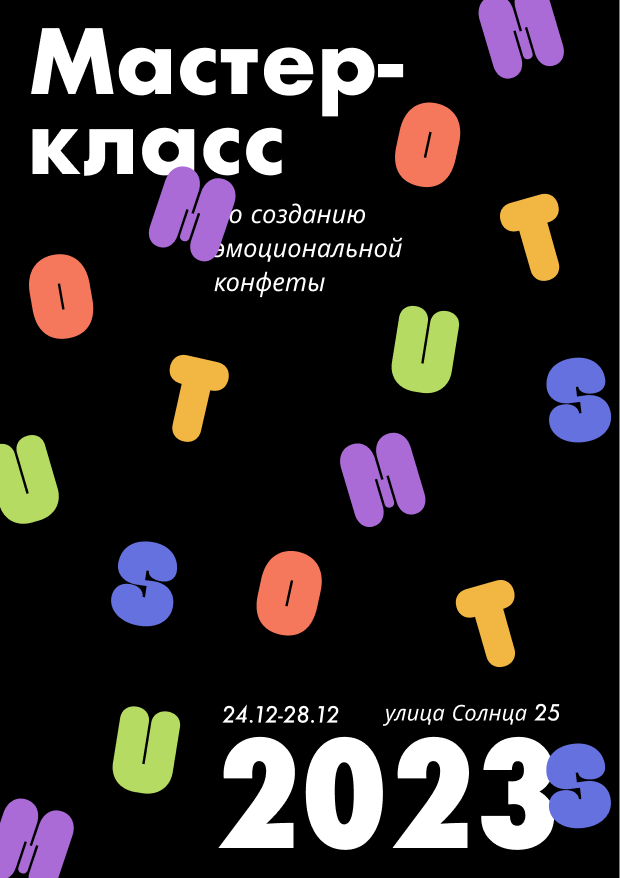 M
Мастер-
класс
O
M
по созданию
эмоциональной
конфеты
T
O
U
T
S
U
M
S
O
T
24.12-28.12 улица Солнца 25
U
2023
S
M